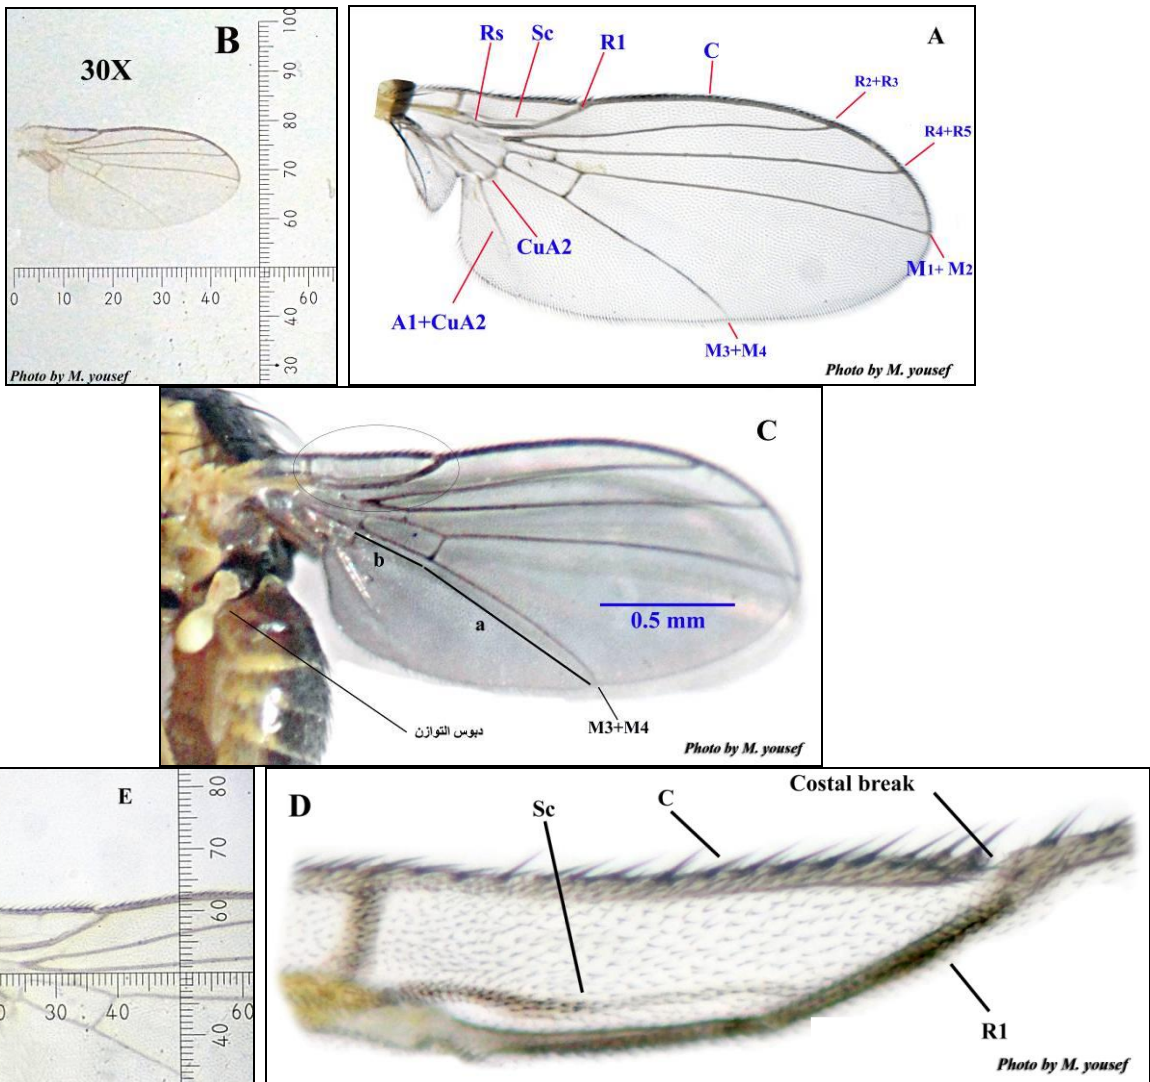 B
30X
100
90
80
70
60
40
30
0 10 20 30 40 60
Photo by M. yousef
A
Rs
Sc
R1
C
R2+R3
R4+R5
CuA2
M1+ M2
A1+CuA2
M3+M4
Photo by M. yousef
C
b
a
0.5 mm
دبوس التوازن
M3+M4
Photo by M. yousef
E
80
70
60
30 40 60
40
D
Sc
C
Costal break
R1
Photo by M. yousef